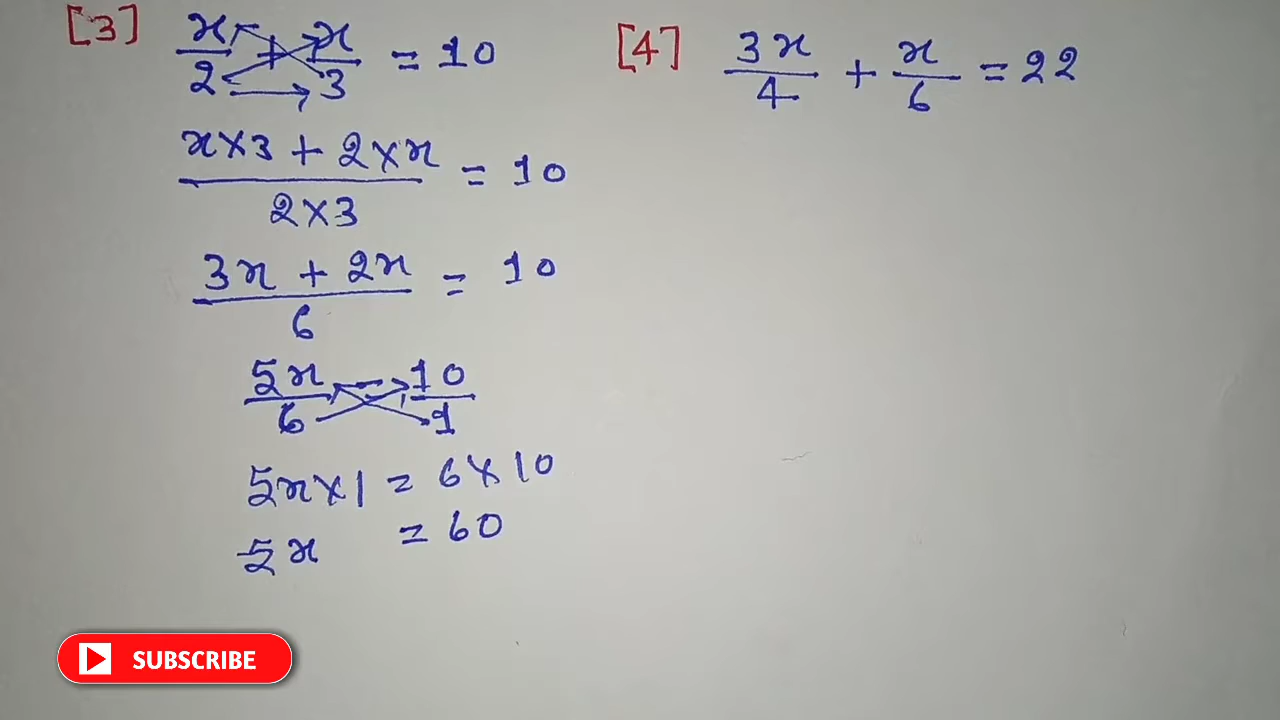 [3] x/2 + x/3 = 10
x×3 + 2×x / 2×3 = 10
3x + 2x / 6 = 10
5x/6 = 10/1
5x×1 = 6×10
5x = 60
[4] 3x/4 + x/6 = 22
SUBSCRIBE